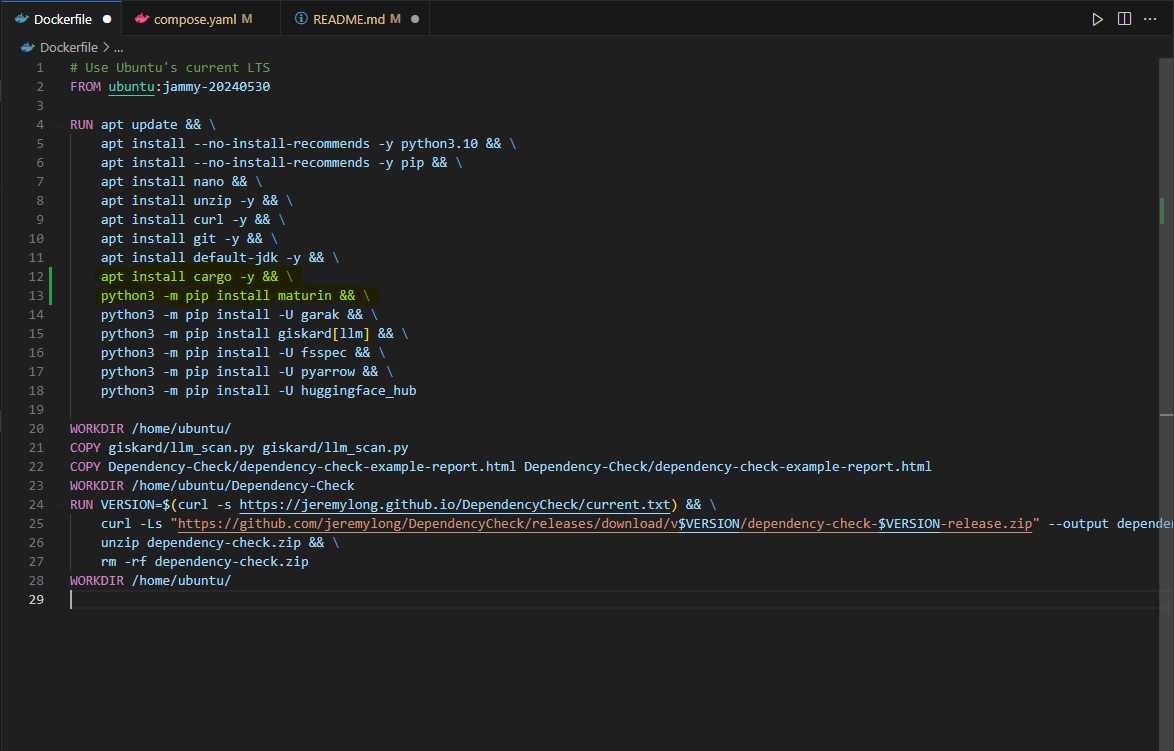 Dockerfile
compose.yaml M
README.md M
Dockerfile > ...
1 # Use Ubuntu's current LTS
2 FROM ubuntu:jammy-20240530
3
4 RUN apt update && \
5 apt install --no-install-recommends -y python3.10 && \
6 apt install --no-install-recommends -y pip && \
7 apt install nano && \
8 apt install unzip -y && \
9 apt install curl -y && \
10 apt install git -y && \
11 apt install default-jdk -y && \
12 apt install cargo -y && \
13 python3 -m pip install maturin && \
14 python3 -m pip install -U garak && \
15 python3 -m pip install giskard[llm] && \
16 python3 -m pip install -U fsspec && \
17 python3 -m pip install -U pyarrow && \
18 python3 -m pip install -U huggingface_hub
19
20 WORKDIR /home/ubuntu/
21 COPY giskard/llm_scan.py giskard/llm_scan.py
22 COPY Dependency-Check/dependency-check-example-report.html Dependency-Check/dependency-check-example-report.html
23 WORKDIR /home/ubuntu/Dependency-Check
24 RUN VERSION=$(curl -s https://jeremylong.github.io/DependencyCheck/current.txt) && \
25 curl -Ls "https://github.com/jeremylong/DependencyCheck/releases/download/v$VERSION/dependency-check-$VERSION-release.zip" --output depende
26 unzip dependency-check.zip && \
27 rm -rf dependency-check.zip
28 WORKDIR /home/ubuntu/
29